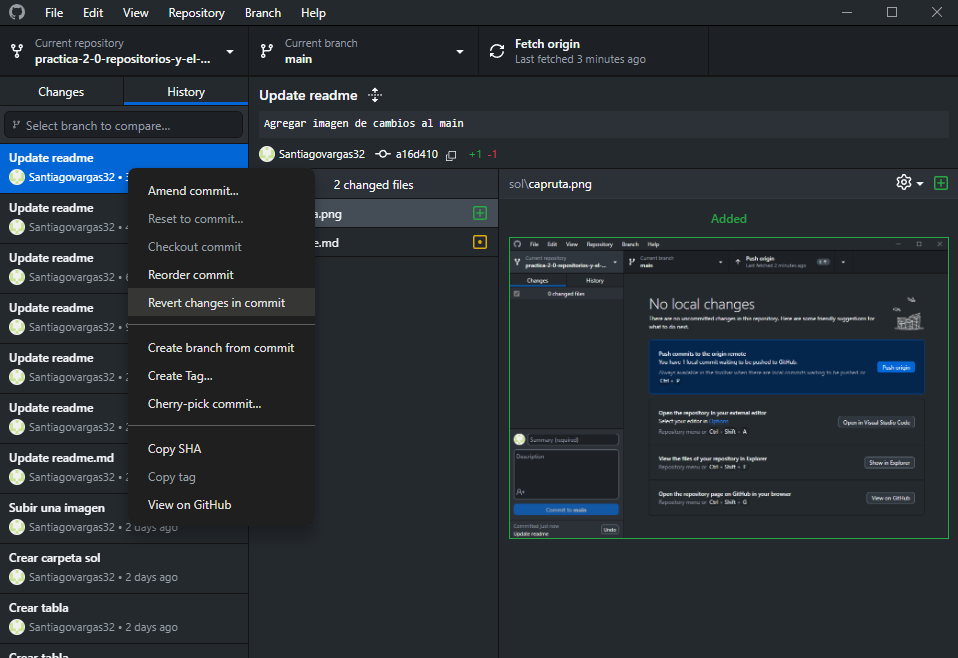 File Edit View Repository Branch Help
Current repository
practica-2-0-repositorios-y-el-...
Current branch
main
Fetch origin
Last fetched 3 minutes ago
Changes
History
Select branch to compare...
Update readme
Santiagovargas32 •
Update readme
Santiagovargas32 •
Update readme
Santiagovargas32 •
Update readme
Santiagovargas32 •
Update readme
Santiagovargas32 • 2
Update readme
Santiagovargas32 • 2
Update readme.md
Santiagovargas32 • 2
Subir una imagen
Santiagovargas32 • 2 days ago
Crear carpeta sol
Santiagovargas32 • 2 days ago
Crear tabla
Santiagovargas32 • 2 days ago
Crear tabla
Amend commit...
Reset to commit...
Checkout commit
Reorder commit
Revert changes in commit
Create branch from commit
Create Tag...
Cherry-pick commit...
Copy SHA
Copy tag
View on GitHub
Update readme
Agregar imagen de cambios al main
Santiagovargas32 a16d410 +1 -1
2 changed files
a.png
e.md
sol\capruta.png
Added
File Edit View Repository Branch Help
Current repository
practica-2-0-repositorios-y-el-...
Current branch
main
Push origin
Last fetched 2 minutes ago
Changes
History
0 changed files
No local changes
There are no uncommitted changes in this repository. Here are some friendly suggestions for
what to do next.
Push commits to the origin remote
You have 1 local commit waiting to be pushed to GitHub.
Always available in the toolbar when there are local commits waiting to be pushed or
Ctrl + P
Push origin
Open the repository in your external editor
Select your editor in Options
Repository menu or Ctrl + Shift + A
Open in Visual Studio Code
View the files of your repository in Explorer
Repository menu or Ctrl + Shift + F
Show in Explorer
Open the repository page on GitHub in your browser
Repository menu or Ctrl + Shift + G
View on GitHub
Summary (required)
Description
Commit to main
Committed just now
Update readme
Undo